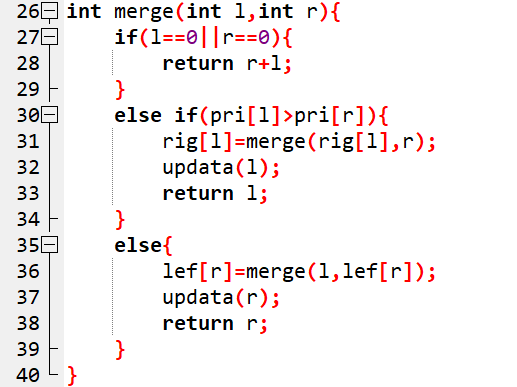 26 int merge(int l,int r){
27     if(l==0||r==0){
28         return r+l;
29     }
30     else if(pri[l]>pri[r]){
31         rig[l]=merge(rig[l],r);
32         updata(l);
33         return l;
34     }
35     else{
36         lef[r]=merge(l,lef[r]);
37         updata(r);
38         return r;
39     }
40 }